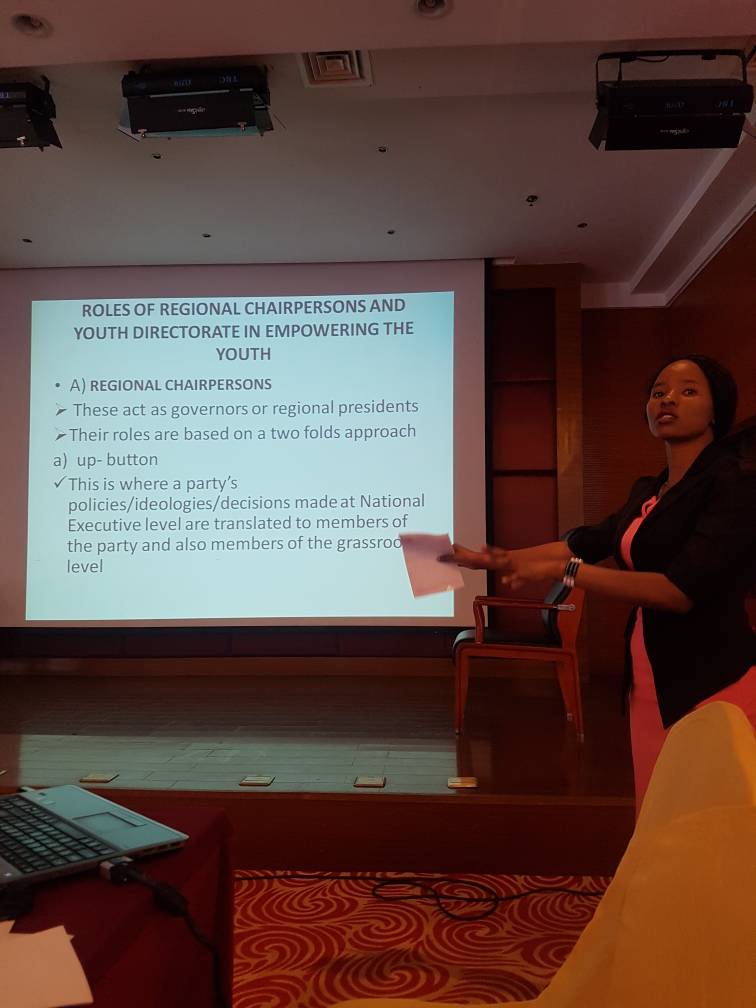 ROLES OF REGIONAL CHAIRPERSONS AND
YOUTH DIRECTORATE IN EMPOWERING THE
YOUTH
• A) REGIONAL CHAIRPERSONS
➢ These act as governors or regional presidents
➢ Their roles are based on a two folds approach
a) up- button
✓ This is where a party's
policies/ideologies/decisions made at National
Executive level are translated to members of
the party and also members of the grassroo
level